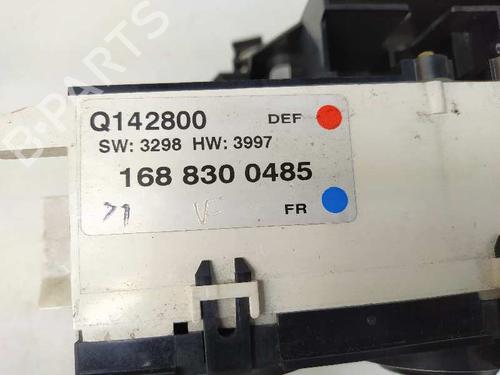 Q142800 DEF
SW: 3298 HW: 3997
168 830 0485
FR
B-PARTS